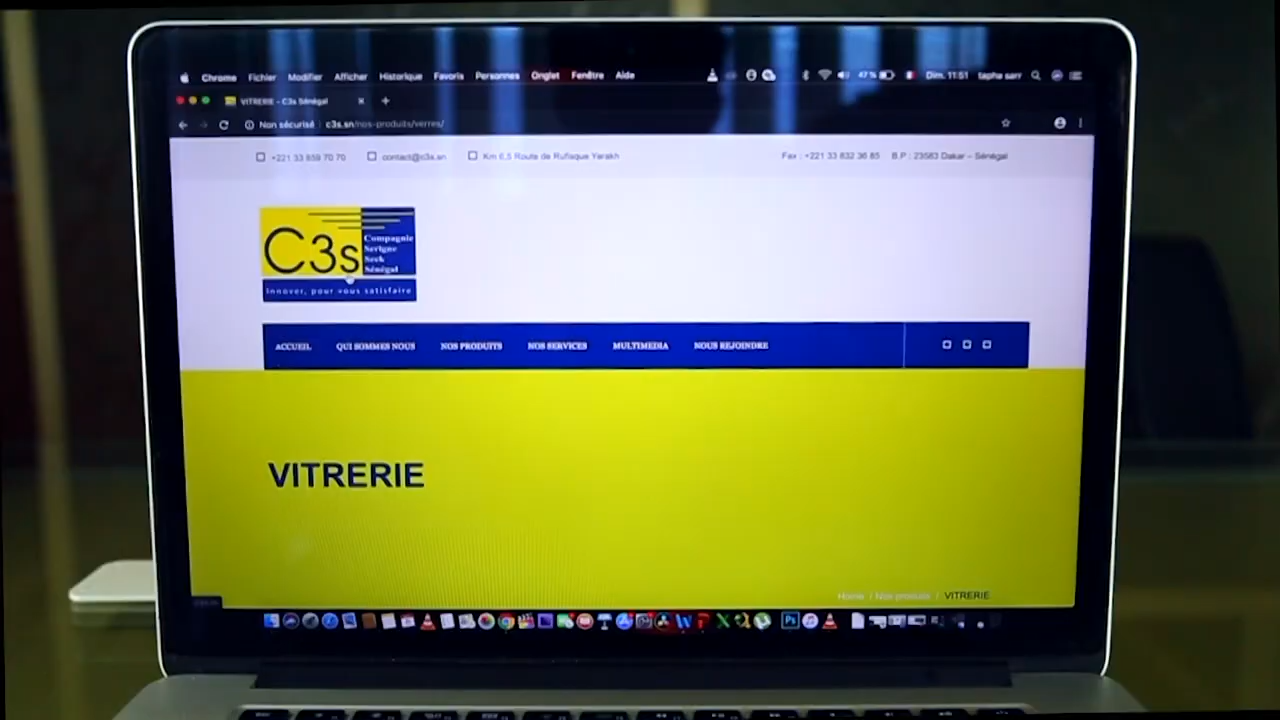 Chrome Fichier Modifier Afficher Historique Favoris Personnes Onglet Fenêtre Aide 47 % Dim. 11:51 tapha sarr
VITRERIE – C3s Sénégal
Non sécurisé c3s.sn/nos-produits/verres/
+221 33 859 70 70 contact@c3s.sn Km 6,5 Route de Rufisque Yarakh Fax : +221 33 832 36 85 B.P : 23583 Dakar – Sénégal
C3s
Compagnie
Serigne
Seck
Sénégal
Innover, pour vous satisfaire
ACCUEIL QUI SOMMES NOUS NOS PRODUITS NOS SERVICES MULTIMEDIA NOUS REJOINDRE
VITRERIE
Home / Nos produits / VITRERIE